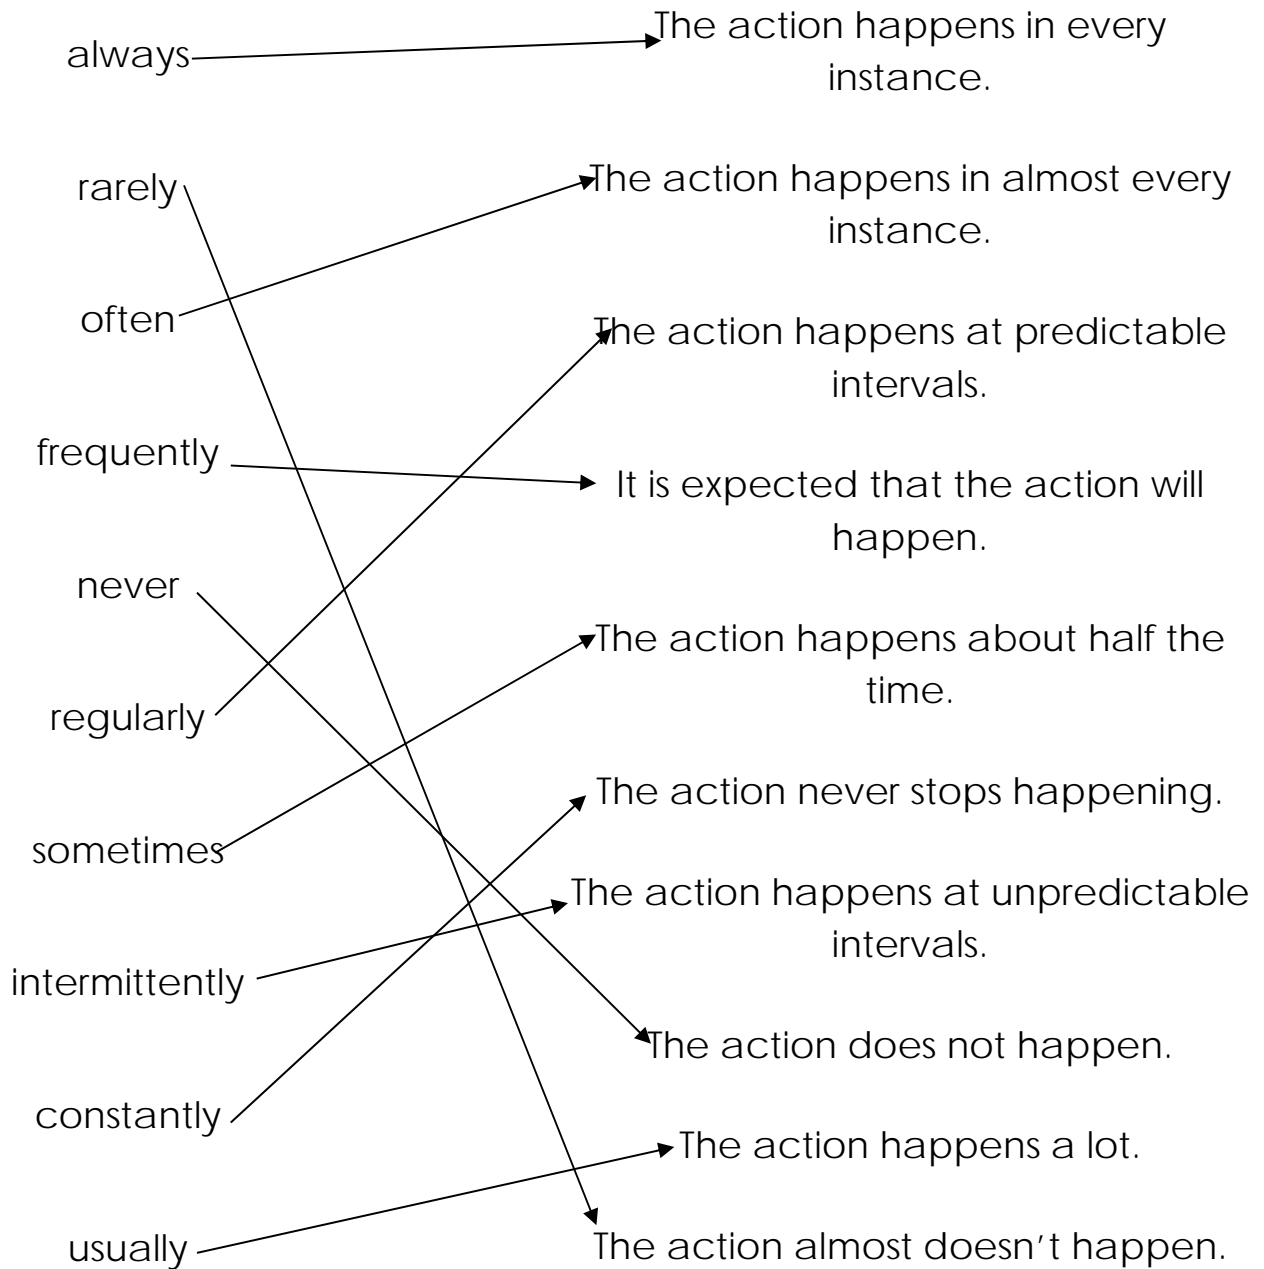 always
The action happens in every
instance.
rarely
The action happens in almost every
instance.
often
The action happens at predictable
intervals.
frequently
It is expected that the action will
happen.
never
The action happens about half the
time.
regularly
The action never stops happening.
sometimes
The action happens at unpredictable
intervals.
intermittently
The action does not happen.
constantly
The action happens a lot.
usually
The action almost doesn't happen.